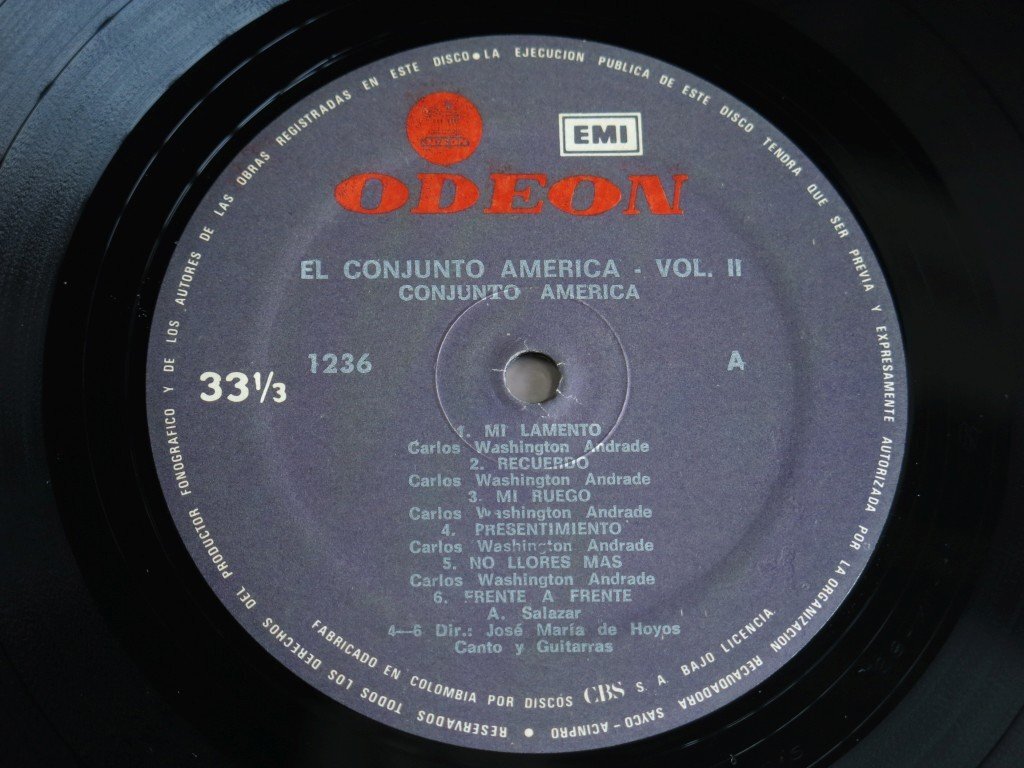 EMI
ODEON
EL CONJUNTO AMERICA - VOL. II
CONJUNTO AMERICA
1236
A
33⅓
1. MI LAMENTO
Carlos Washington Andrade
2. RECUERDO
Carlos Washington Andrade
3. MI RUEGO
Carlos Washington Andrade
4. PRESENTIMIENTO
Carlos Washington Andrade
5. NO LLORES MAS
Carlos Washington Andrade
6. FRENTE A FRENTE
A. Salazar
4—6 Dir.: José María de Hoyos
Canto y Guitarras
FABRICADO EN COLOMBIA POR DISCOS CBS S. A. BAJO LICENCIA.
RESERVADOS TODOS LOS DERECHOS DEL PRODUCTOR FONOGRAFICO Y DE LOS AUTORES DE LAS OBRAS REGISTRADAS EN ESTE DISCO • LA EJECUCION PUBLICA DE ESTE DISCO TENDRA QUE SER PREVIA Y EXPRESAMENTE AUTORIZADA POR LA ORGANIZACION RECAUDADORA SAYCO-ACINPRO •